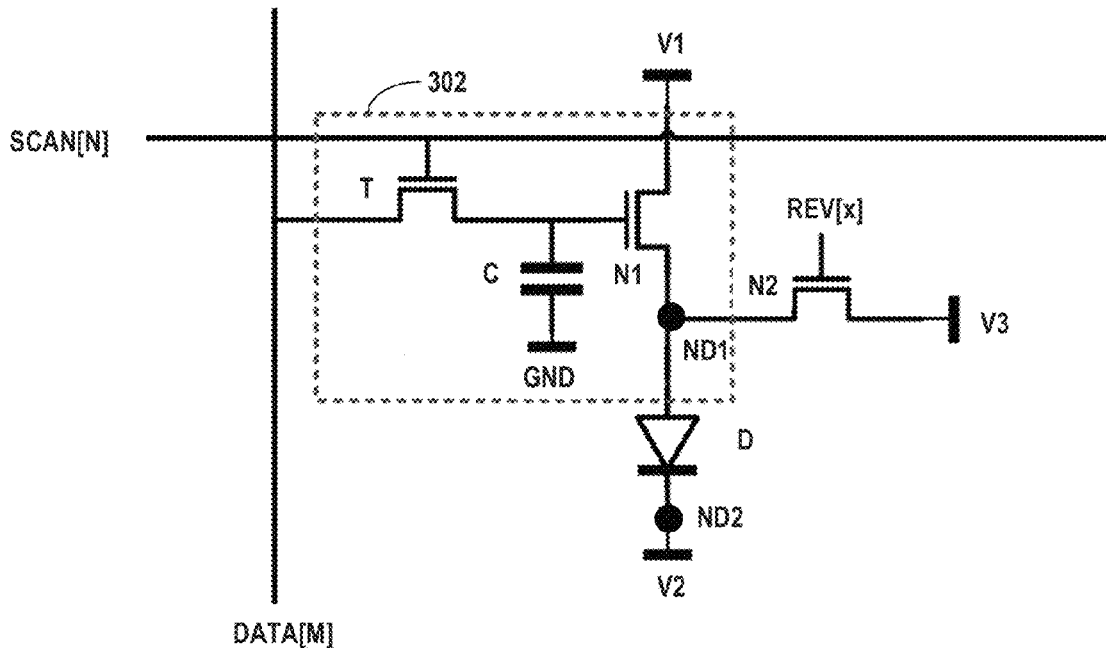 V1
302
SCAN[N]
T
REV[x]
C
N1
N2
V3
ND1
GND
D
ND2
V2
DATA[M]